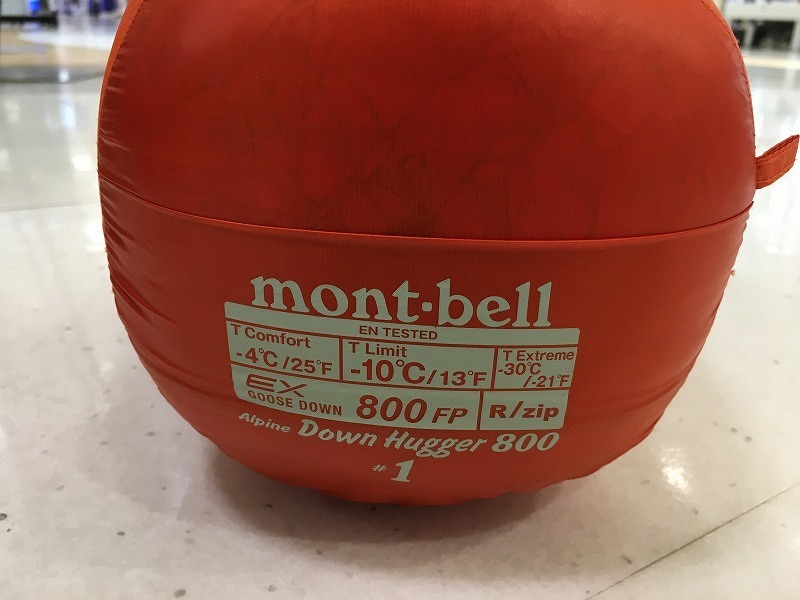 mont-bell
EN TESTED
T Comfort
-4℃/25℉
T Limit
-10℃/13℉
T Extreme
-30℃
/-21℉
EX
GOOSE DOWN 800 FP
R/zip
Alpine Down Hugger 800
#1